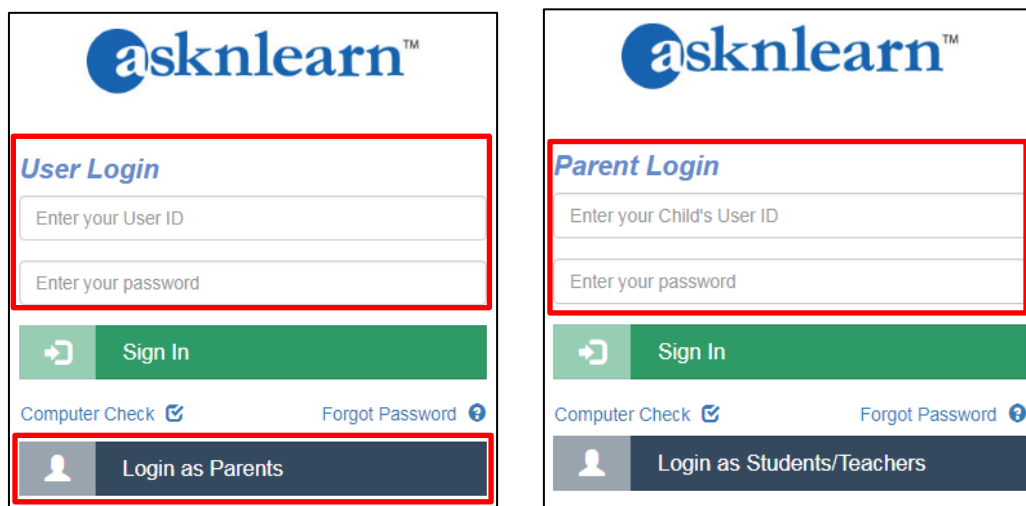 asknlearn™
User Login
Enter your User ID
Enter your password
Sign In
Computer Check Forgot Password
Login as Parents
asknlearn™
Parent Login
Enter your Child's User ID
Enter your password
Sign In
Computer Check Forgot Password
Login as Students/Teachers